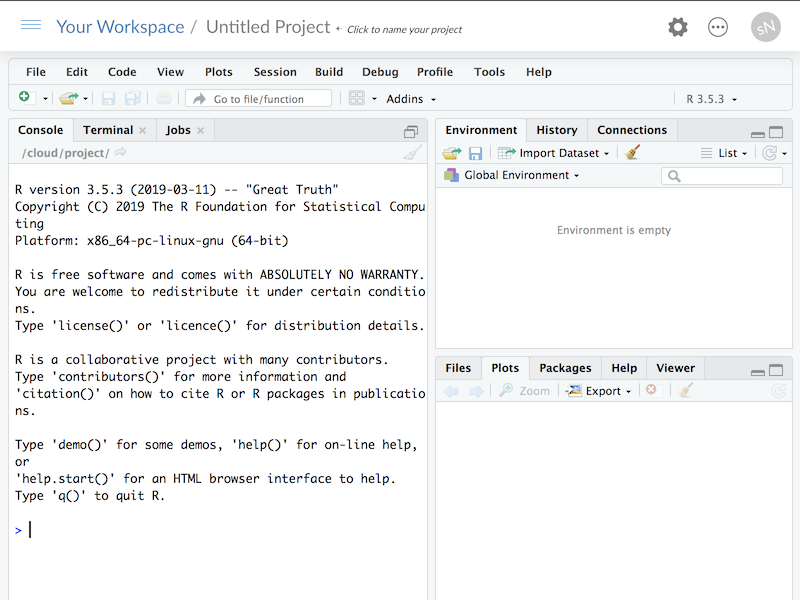 Your Workspace / Untitled Project ← Click to name your project
sN
File Edit Code View Plots Session Build Debug Profile Tools Help
Go to file/function Addins R 3.5.3
Console Terminal Jobs
/cloud/project/
R version 3.5.3 (2019-03-11) -- "Great Truth"
Copyright (C) 2019 The R Foundation for Statistical Compu
ting
Platform: x86_64-pc-linux-gnu (64-bit)
R is free software and comes with ABSOLUTELY NO WARRANTY.
You are welcome to redistribute it under certain conditio
ns.
Type 'license()' or 'licence()' for distribution details.
R is a collaborative project with many contributors.
Type 'contributors()' for more information and
'citation()' on how to cite R or R packages in publicatio
ns.
Type 'demo()' for some demos, 'help()' for on-line help,
or
'help.start()' for an HTML browser interface to help.
Type 'q()' to quit R.
>
Environment History Connections
Import Dataset List
Global Environment
Environment is empty
Files Plots Packages Help Viewer
Zoom Export